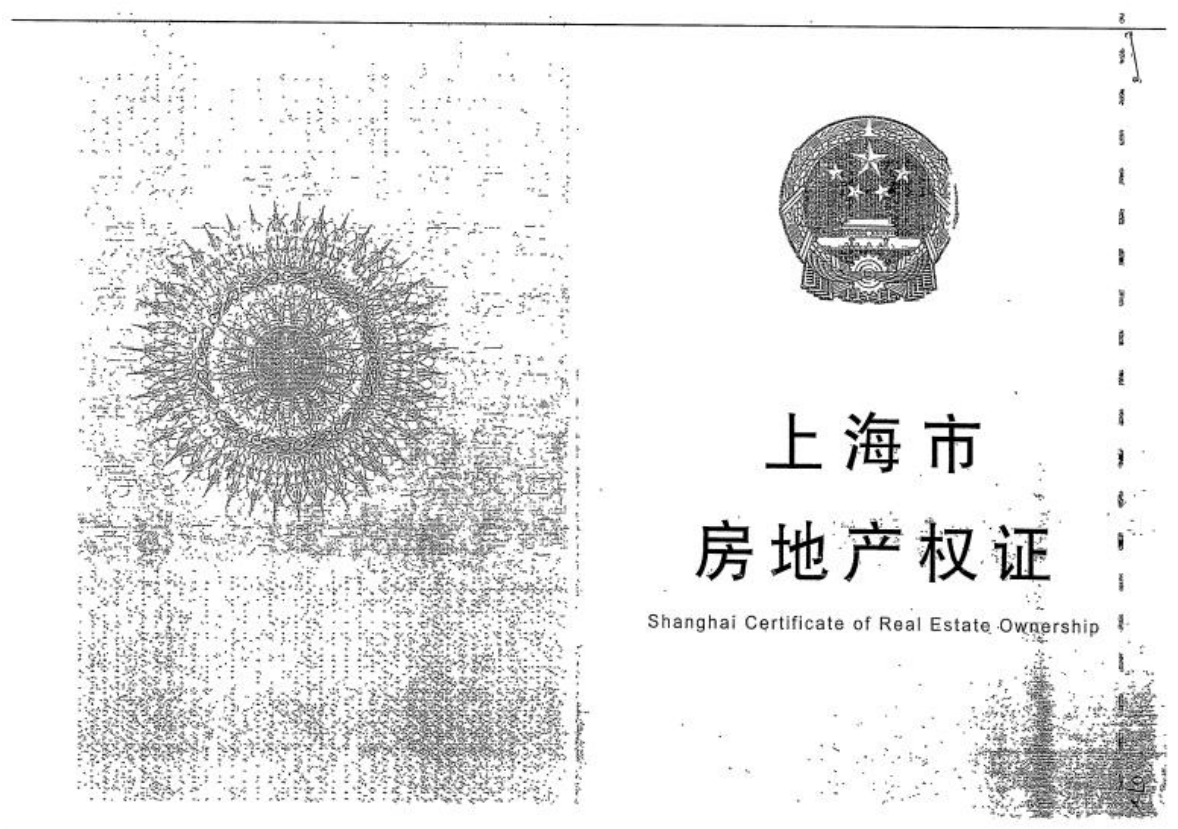 上海市
房地产权证
Shanghai Certificate of Real Estate Ownership